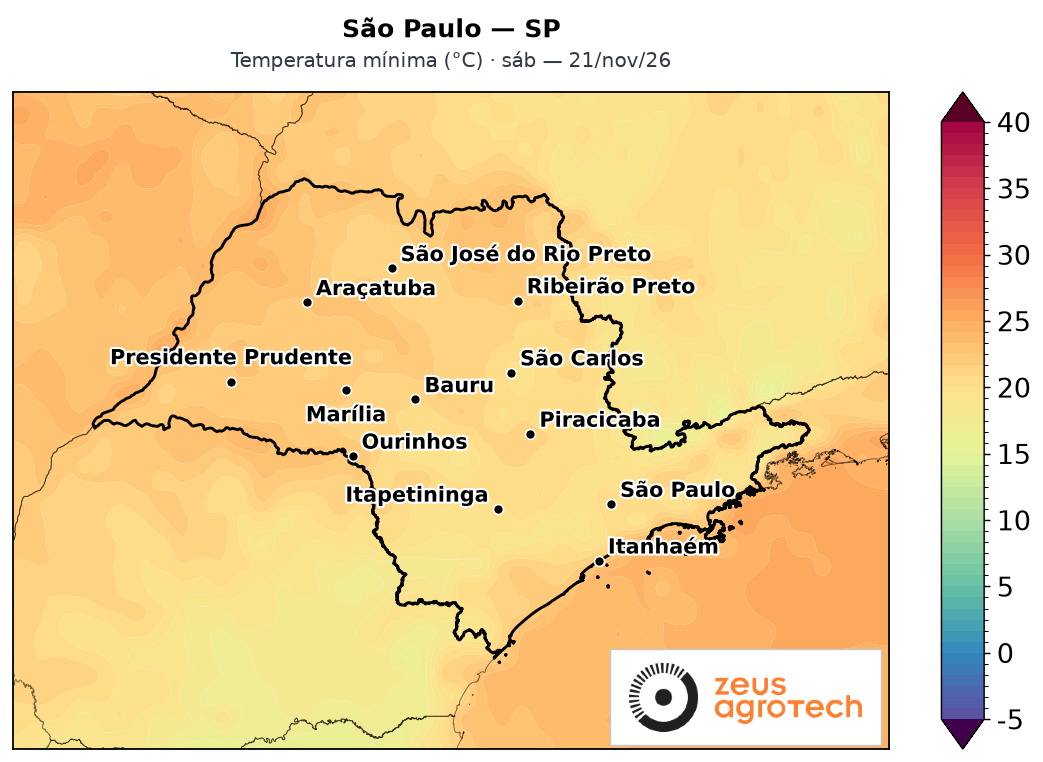 São Paulo — SP
Temperatura mínima (°C) · sáb — 21/nov/26
São José do Rio Preto
Araçatuba
Ribeirão Preto
Presidente Prudente
São Carlos
Bauru
Marília
Piracicaba
Ourinhos
Itapetininga
São Paulo
Itanhaém
40
35
30
25
20
15
10
5
0
-5
zeus
agrotech